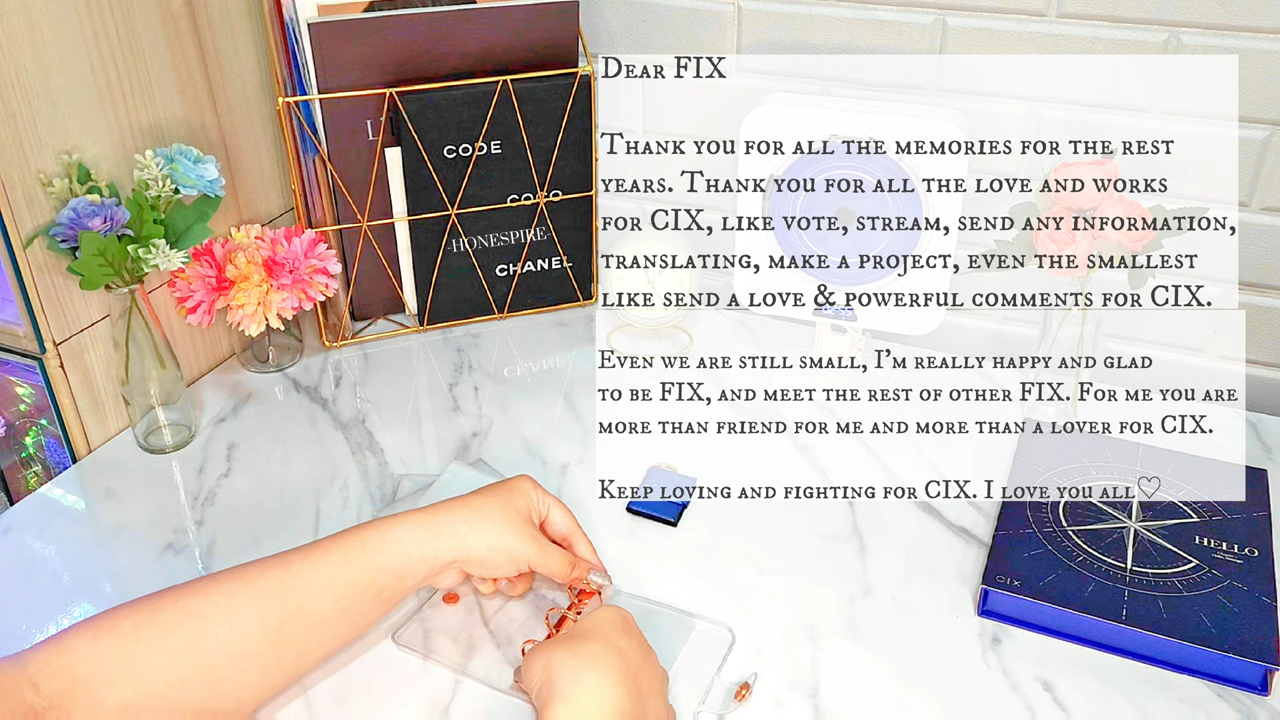 L
CODE
COCO
-HONESPIRE-
CHANEL
Dear FIX
Thank you for all the memories for the rest
years. Thank you for all the love and works
for CIX, like vote, stream, send any information,
translating, make a project, even the smallest
like send a love & powerful comments for CIX.
Even we are still small, I'm really happy and glad
to be FIX, and meet the rest of other FIX. For me you are
more than friend for me and more than a lover for CIX.
Keep loving and fighting for CIX. I love you all♡
HELLO
CIX